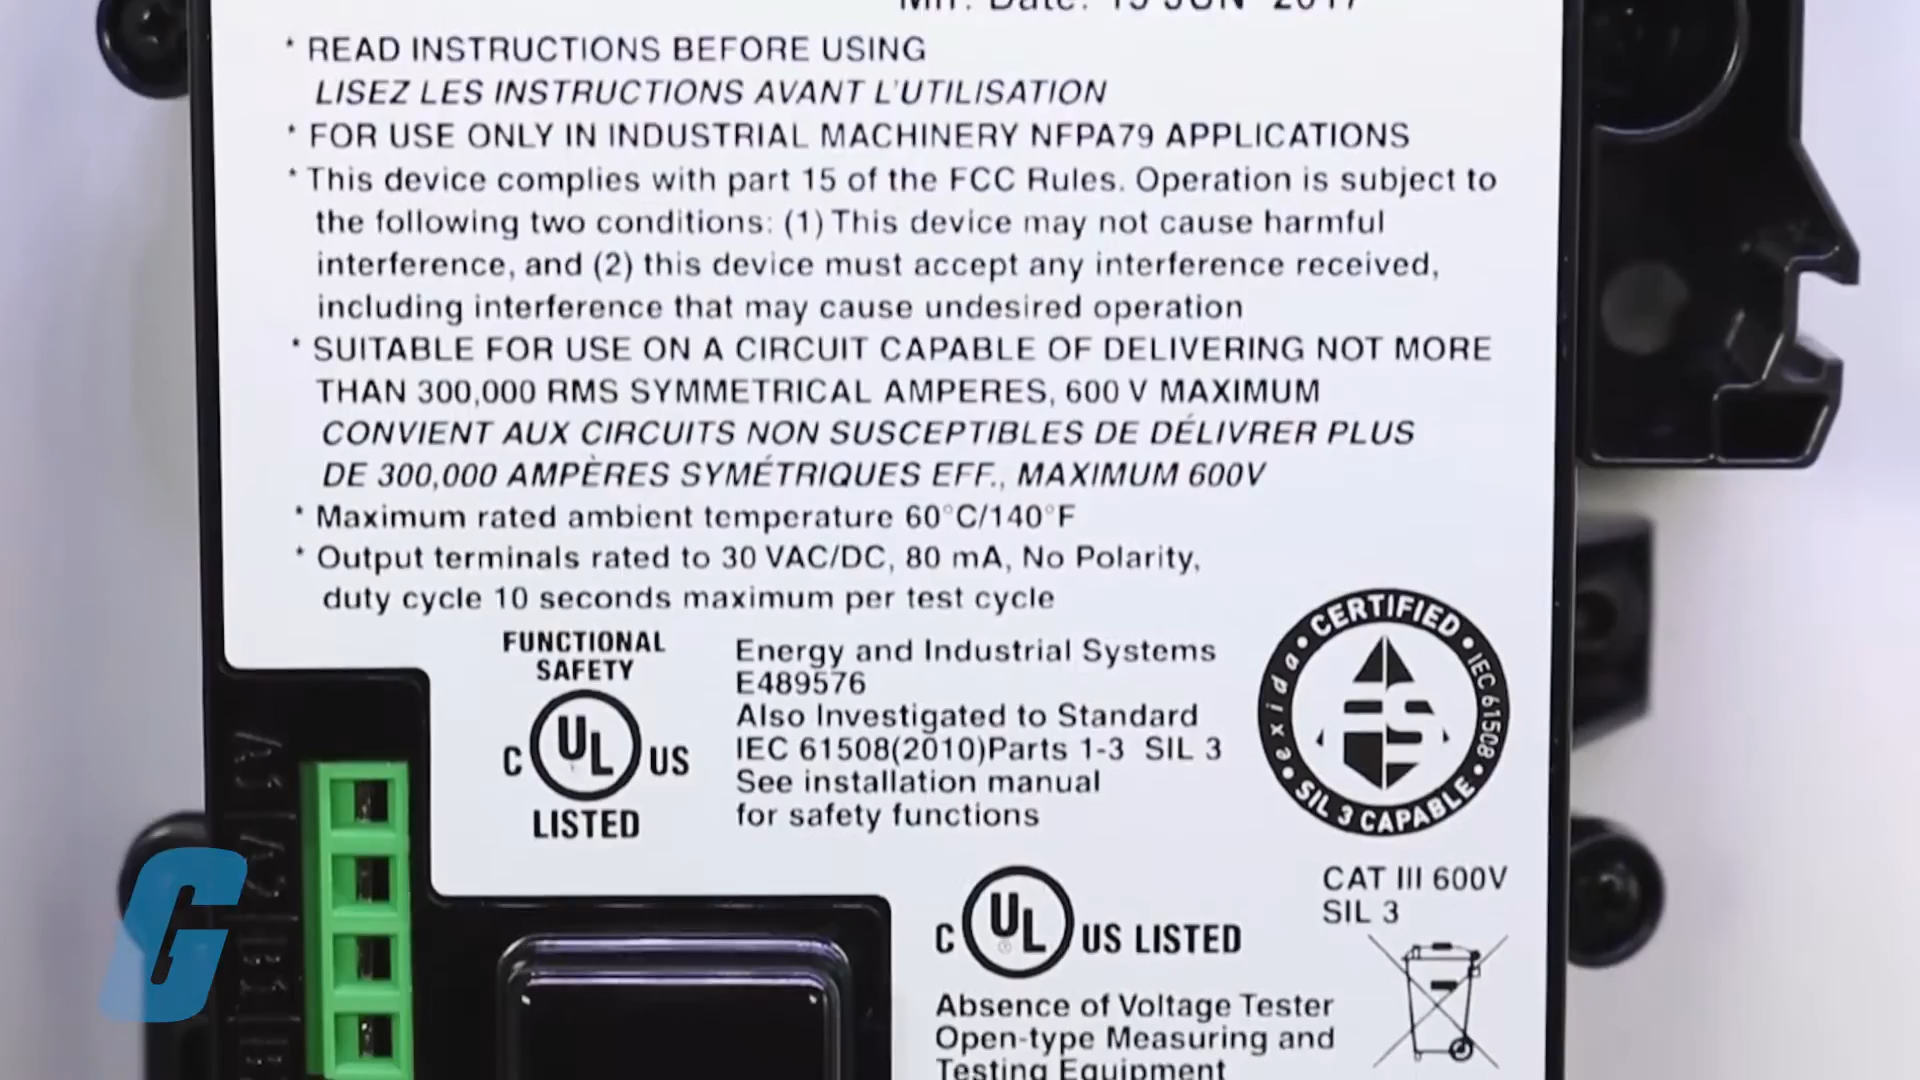 * READ INSTRUCTIONS BEFORE USING
LISEZ LES INSTRUCTIONS AVANT L'UTILISATION
* FOR USE ONLY IN INDUSTRIAL MACHINERY NFPA79 APPLICATIONS
* This device complies with part 15 of the FCC Rules. Operation is subject to
the following two conditions: (1) This device may not cause harmful
interference, and (2) this device must accept any interference received,
including interference that may cause undesired operation
* SUITABLE FOR USE ON A CIRCUIT CAPABLE OF DELIVERING NOT MORE
THAN 300,000 RMS SYMMETRICAL AMPERES, 600 V MAXIMUM
CONVIENT AUX CIRCUITS NON SUSCEPTIBLES DE DÉLIVRER PLUS
DE 300,000 AMPÈRES SYMÉTRIQUES EFF., MAXIMUM 600V
* Maximum rated ambient temperature 60°C/140°F
* Output terminals rated to 30 VAC/DC, 80 mA, No Polarity,
duty cycle 10 seconds maximum per test cycle
FUNCTIONAL
SAFETY
C UL US
LISTED
Energy and Industrial Systems
E489576
Also Investigated to Standard
IEC 61508(2010)Parts 1-3 SIL 3
See installation manual
for safety functions
exida • CERTIFIED • IEC 61508 • SIL 3 CAPABLE •
FS
C UL US LISTED
CAT III 600V
SIL 3
Absence of Voltage Tester
Open-type Measuring and
Testing Equipment
A1
A2
B1
G